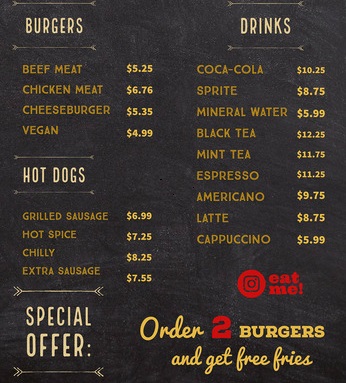 BURGERS
BEEF MEAT $5.25
CHICKEN MEAT $6.76
CHEESEBURGER $5.35
VEGAN $4.99
HOT DOGS
GRILLED SAUSAGE $6.99
HOT SPICE $7.25
CHILLY $8.25
EXTRA SAUSAGE $7.55
DRINKS
COCA-COLA $10.25
SPRITE $8.75
MINERAL WATER $5.99
BLACK TEA $12.25
MINT TEA $11.75
ESPRESSO $11.25
AMERICANO $9.75
LATTE $8.75
CAPPUCCINO $5.99
eat
me!
SPECIAL
OFFER:
Order 2 BURGERS
and get free fries